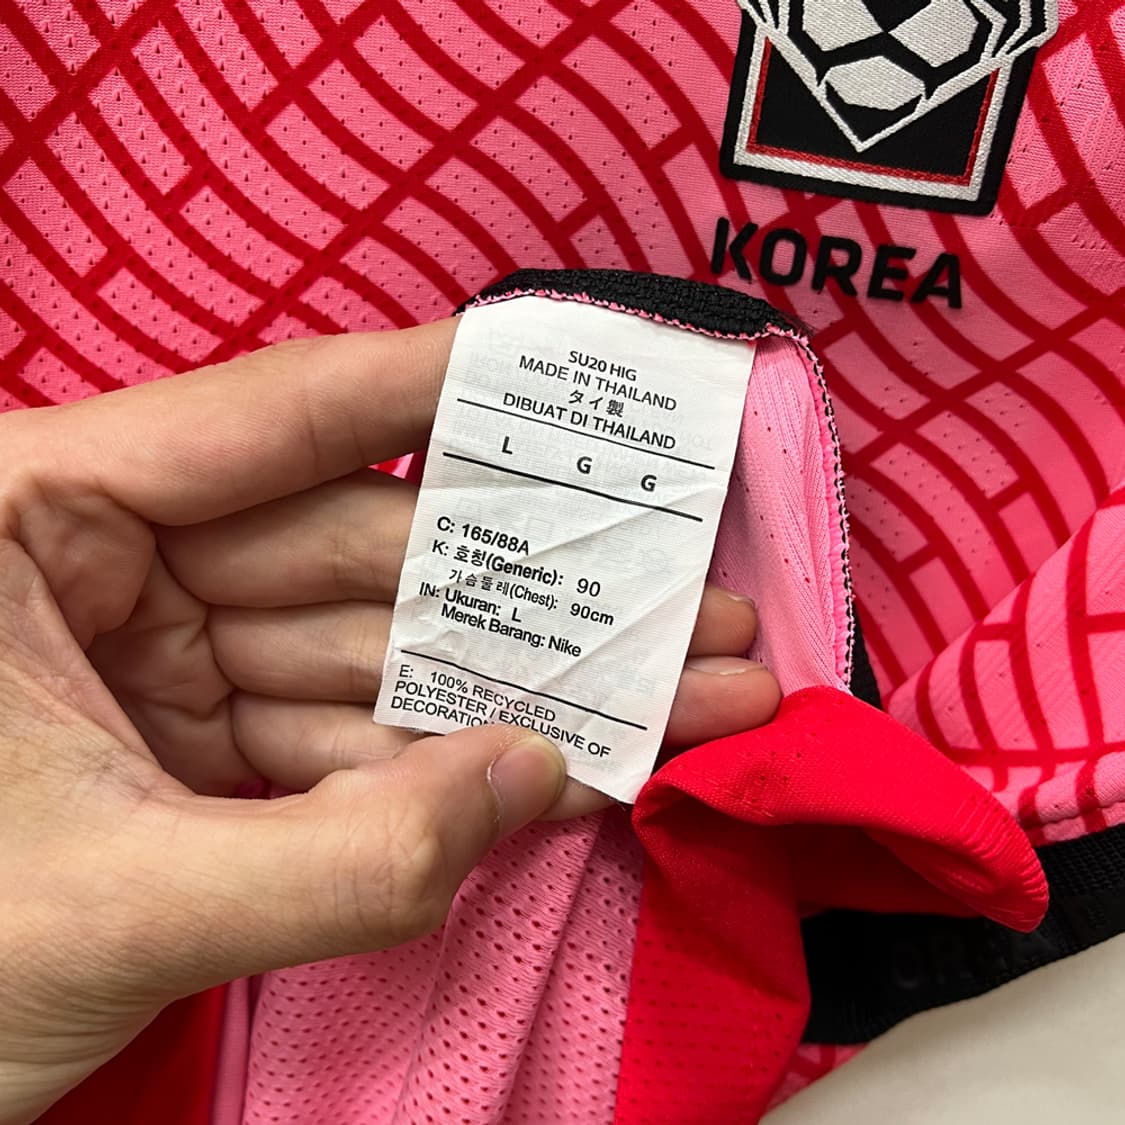 KOREA
SU20 HIG
MADE IN THAILAND
タイ製
DIBUAT DI THAILAND
L G G
C: 165/88A
K: 호칭(Generic): 90
가슴둘레(Chest): 90cm
IN: Ukuran: L
Merek Barang: Nike
E: 100% RECYCLED
POLYESTER / EXCLUSIVE OF
DECORATION